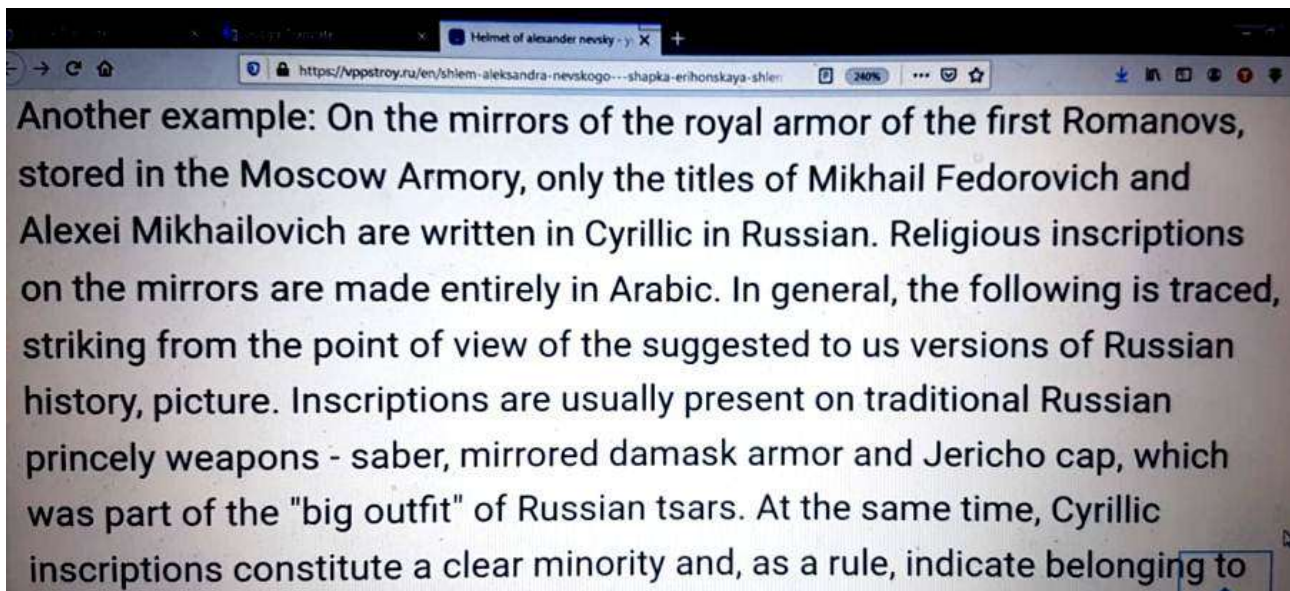 Helmet of alexander nevsky - y
https://vppstroy.ru/en/shlem-aleksandra-nevskogo---shapka-erihonskaya-shlen
240%
Another example: On the mirrors of the royal armor of the first Romanovs,
stored in the Moscow Armory, only the titles of Mikhail Fedorovich and
Alexei Mikhailovich are written in Cyrillic in Russian. Religious inscriptions
on the mirrors are made entirely in Arabic. In general, the following is traced,
striking from the point of view of the suggested to us versions of Russian
history, picture. Inscriptions are usually present on traditional Russian
princely weapons - saber, mirrored damask armor and Jericho cap, which
was part of the "big outfit" of Russian tsars. At the same time, Cyrillic
inscriptions constitute a clear minority and, as a rule, indicate belonging to